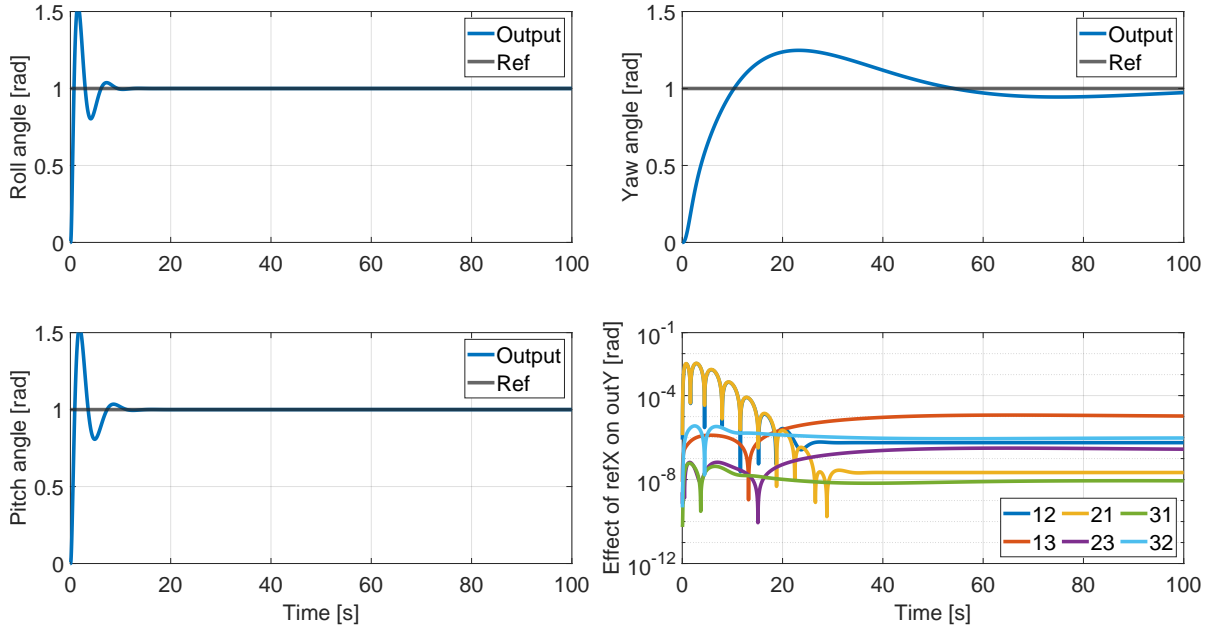 1.5
1
0.5
0
Roll angle [rad]
Output
Ref
0 20 40 60 80 100
1.5
1
0.5
0
Yaw angle [rad]
Output
Ref
0 20 40 60 80 100
1.5
1
0.5
0
Pitch angle [rad]
Output
Ref
0 20 40 60 80 100
Time [s]
10^-1
10^-4
10^-8
10^-12
Effect of refX on outY [rad]
12 21 31
13 23 32
0 20 40 60 80 100
Time [s]